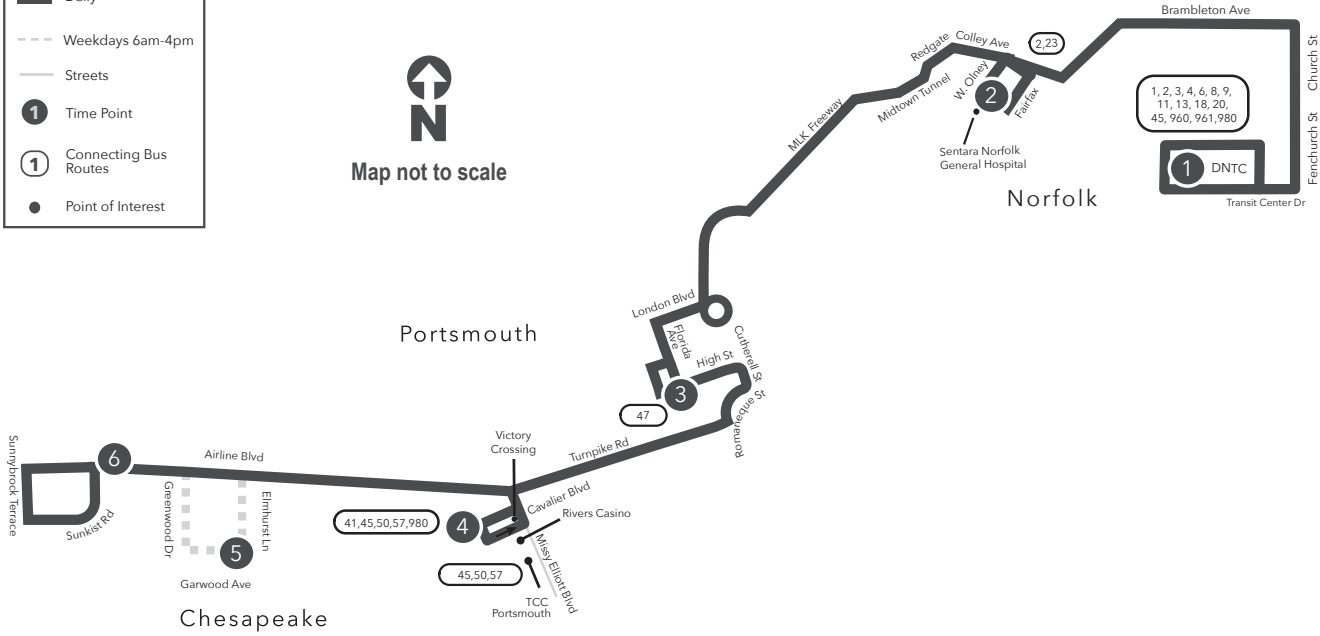 Daily
Weekdays 6am-4pm
Streets
1
Time Point
1
Connecting Bus
Routes
Point of Interest
N
Map not to scale
Brambleton Ave
Church St
Fenchurch St
Transit Center Dr
1, 2, 3, 4, 6, 8, 9,
11, 13, 18, 20,
45, 960, 961,980
1
DNTC
Norfolk
2,23
Colley Ave
Redgate
W. Olney
2
Fairfax
Sentara Norfolk
General Hospital
Midtown Tunnel
MLK Freeway
London Blvd
Florida
Ave
High St
Cutherell St
3
47
Romaneque St
Portsmouth
Turnpike Rd
Victory
Crossing
Cavalier Blvd
Rivers Casino
4
41,45,50,57,980
45,50,57
Missy Elliott Blvd
TCC
Portsmouth
Airline Blvd
6
Sunnybrock Terrace
Sunkist Rd
Greenwood Dr
Elmhurst Ln
5
Garwood Ave
Chesapeake